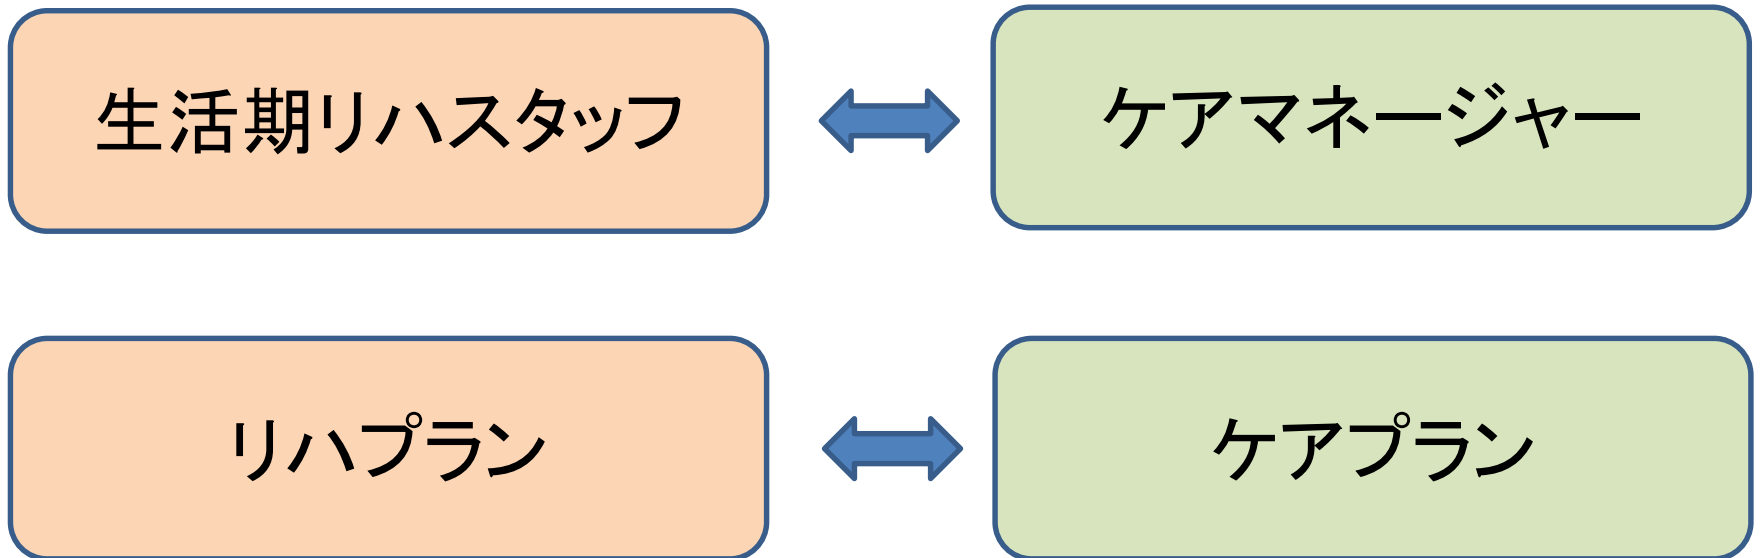 生活期リハスタッフ
ケアマネージャー
リハプラン
ケアプラン